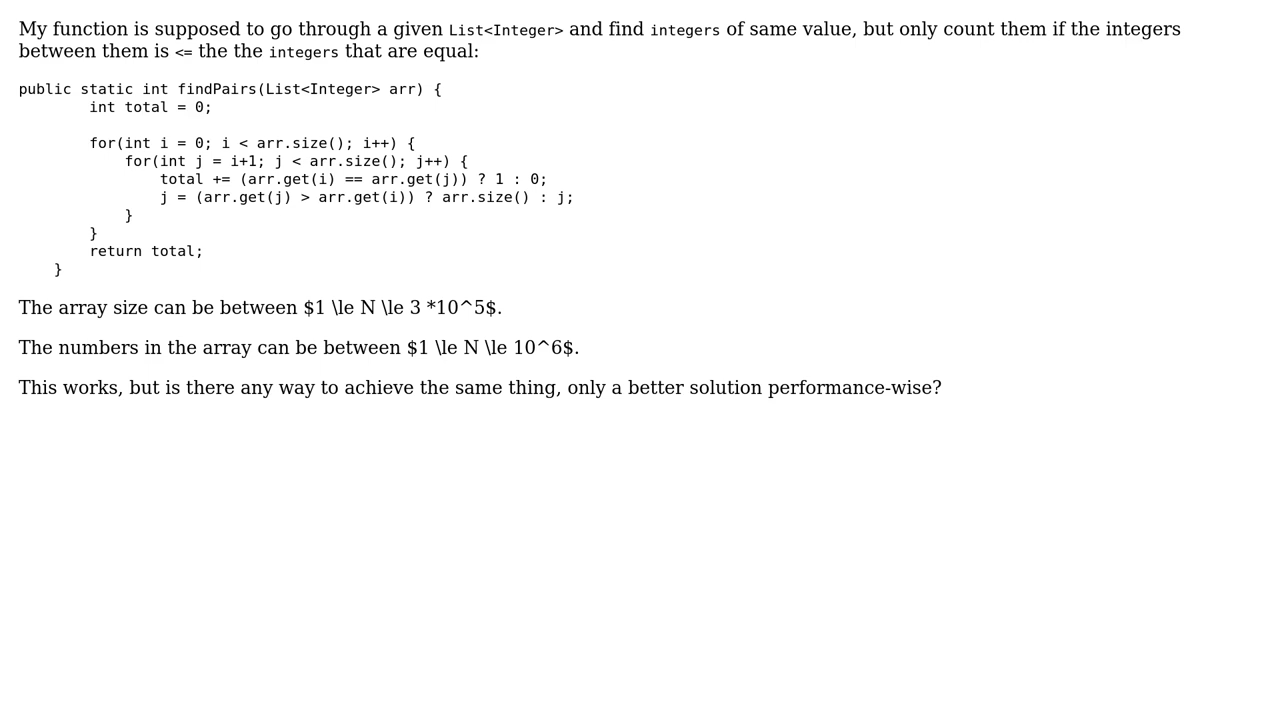 My function is supposed to go through a given List<Integer> and find integers of same value, but only count them if the integers
between them is <= the the integers that are equal:
public static int findPairs(List<Integer> arr) {
        int total = 0;
        for(int i = 0; i < arr.size(); i++) {
            for(int j = i+1; j < arr.size(); j++) {
                total += (arr.get(i) == arr.get(j)) ? 1 : 0;
                j = (arr.get(j) > arr.get(i)) ? arr.size() : j;
            }
        }
        return total;
    }
The array size can be between $1 \le N \le 3 *10^5$.
The numbers in the array can be between $1 \le N \le 10^6$.
This works, but is there any way to achieve the same thing, only a better solution performance-wise?